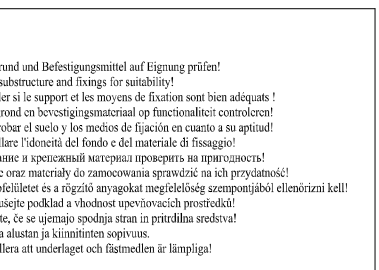 rund und Befestigungsmittel auf Eignung prüfen!
substructure and fixings for suitability!
ler si le support et les moyens de fixation sont bien adéquats !
grond en bevestigingsmateriaal op functionaliteit controleren!
robar el suelo y los medios de fijación en cuanto a su aptitud!
llare l'idoneità del fondo e del materiale di fissaggio!
ание и крепежный материал проверить на пригодность!
e oraz materiały do zamocowania sprawdzić na ich przydatność!
pfelületet és a rögzítő anyagokat megfelelőség szempontjából ellenőrizni kell!
ušejte podklad a vhodnost upevňovacích prostředků!
te, če se ujemajo spodnja stran in pritrdilna sredstva!
a alustan ja kiinnitinten sopivuus.
llera att underlaget och fästmedlen är lämpliga!